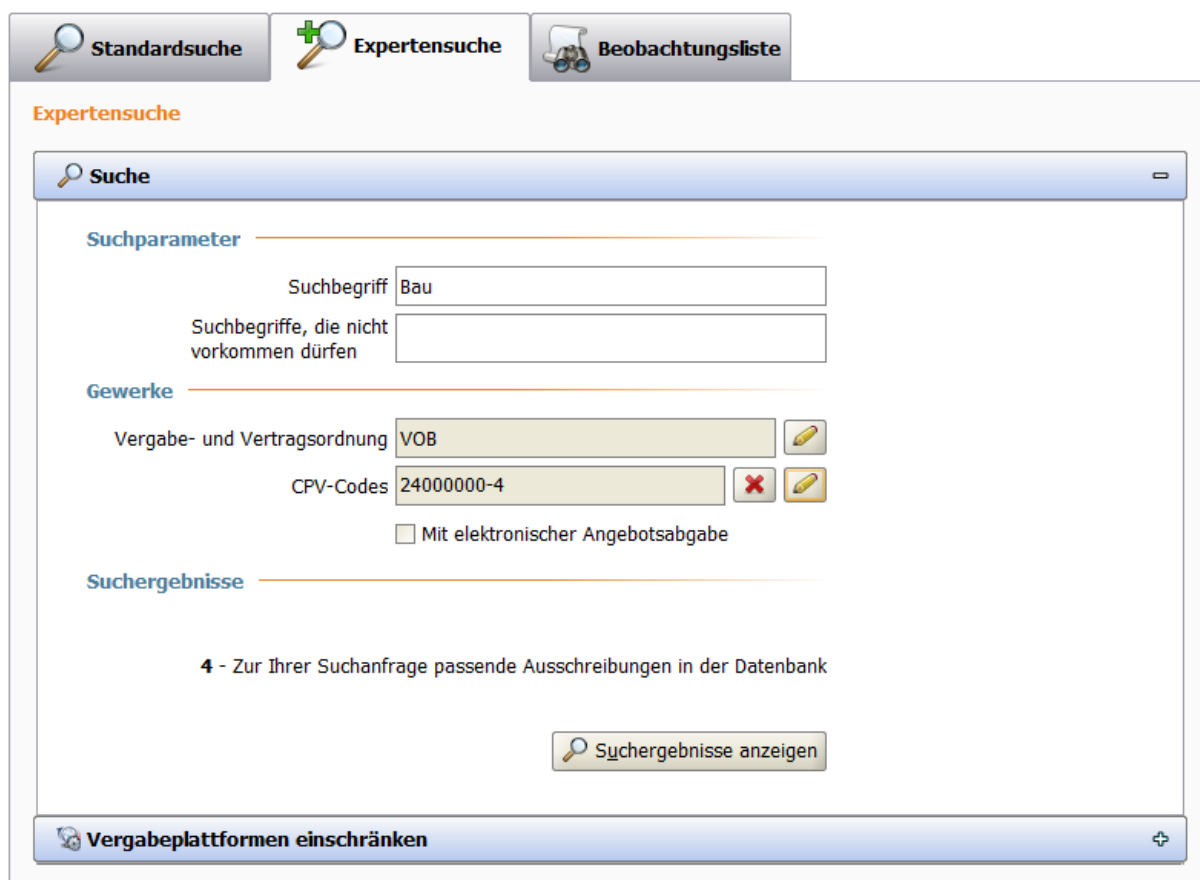 Standardsuche
Expertensuche
Beobachtungsliste
Expertensuche
Suche
Suchparameter
Suchbegriff Bau
Suchbegriffe, die nicht
vorkommen dürfen
Gewerke
Vergabe- und Vertragsordnung VOB
CPV-Codes 24000000-4
Mit elektronischer Angebotsabgabe
Suchergebnisse
4 - Zur Ihrer Suchanfrage passende Ausschreibungen in der Datenbank
Suchergebnisse anzeigen
Vergabeplattformen einschränken